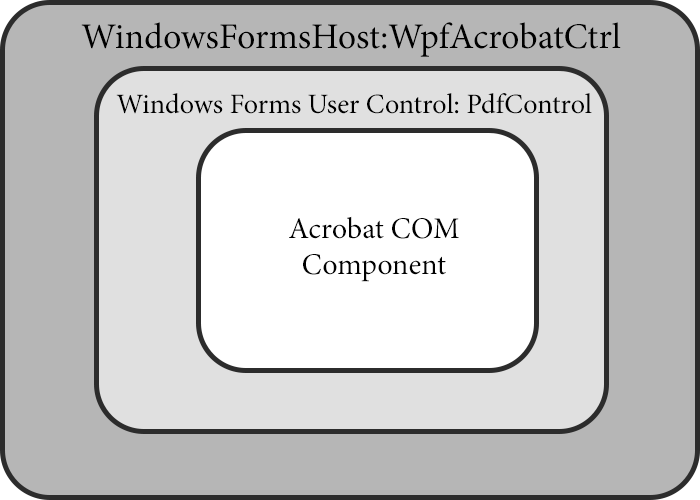 WindowsFormsHost:WpfAcrobatCtrl
Windows Forms User Control: PdfControl
Acrobat COM
Component